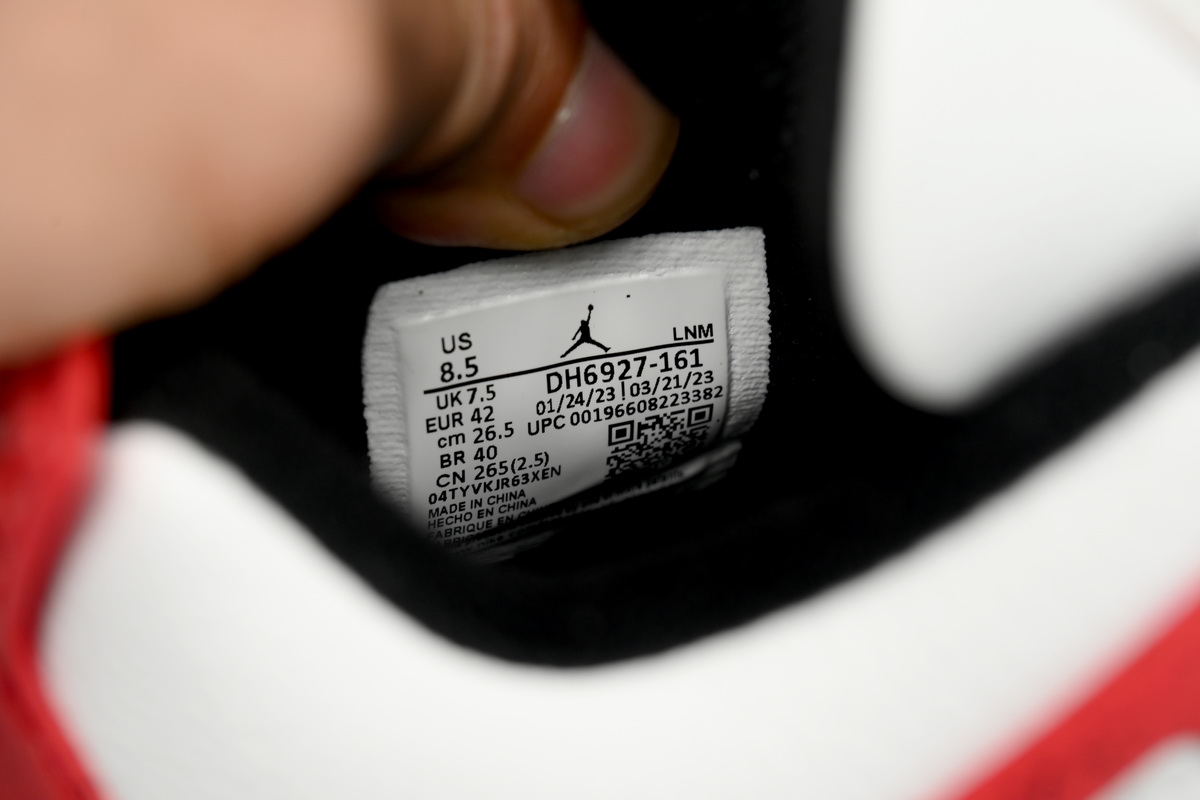 US
8.5
LNM
DH6927-161
01/24/23 | 03/21/23
UPC 00196608223382
UK 7.5
EUR 42
cm 26.5
BR 40
CN 265(2.5)
04TYVKJR63XEN
MADE IN CHINA
HECHO EN CHINA
FABRIQUE EN